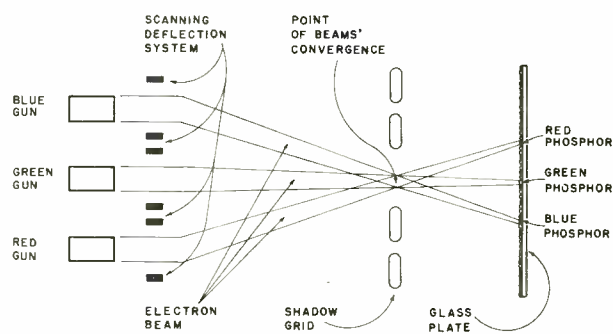 SCANNING
DEFLECTION
SYSTEM
POINT
OF BEAMS'
CONVERGENCE
BLUE
GUN
GREEN
GUN
RED
GUN
RED
PHOSPHOR
GREEN
PHOSPHOR
BLUE
PHOSPHOR
ELECTRON
BEAM
SHADOW
GRID
GLASS
PLATE